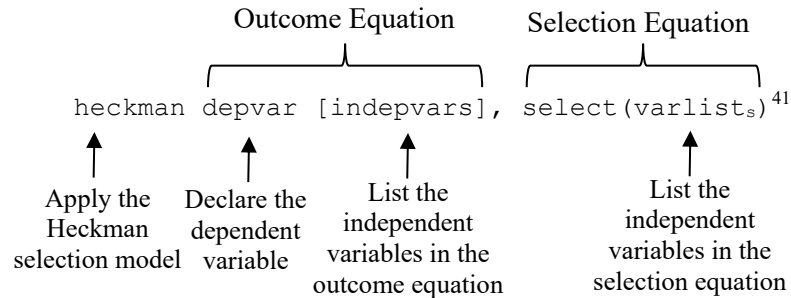 Outcome Equation
Selection Equation
heckman depvar [indepvars], select(varlistₛ)⁴¹
Apply the
Heckman
selection model
Declare the
dependent
variable
List the
independent
variables in the
outcome equation
List the
independent
variables in the
selection equation